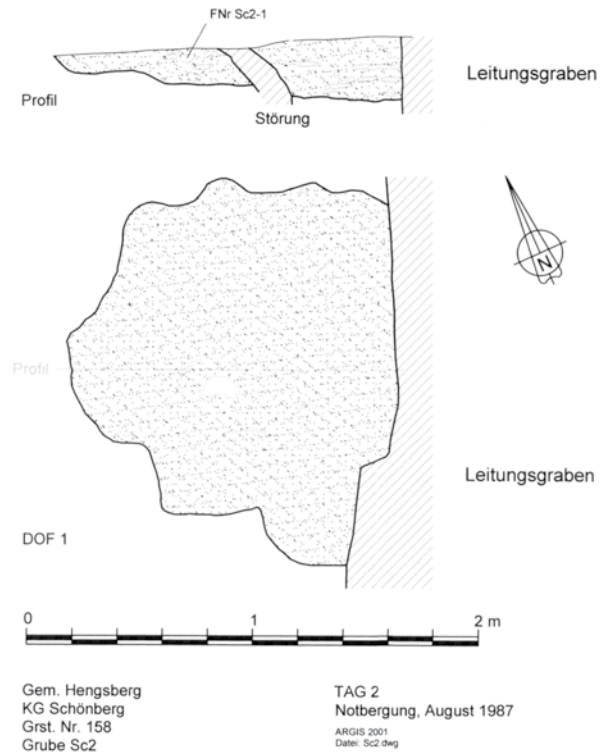 FNr Sc2-1
Leitungsgraben
Profil
Störung
N
Profil
Leitungsgraben
DOF 1
0 1 2 m
Gem. Hengsberg
KG Schönberg
Grst. Nr. 158
Grube Sc2
TAG 2
Notbergung, August 1987
ARGIS 2001
Datei: Sc2.dwg